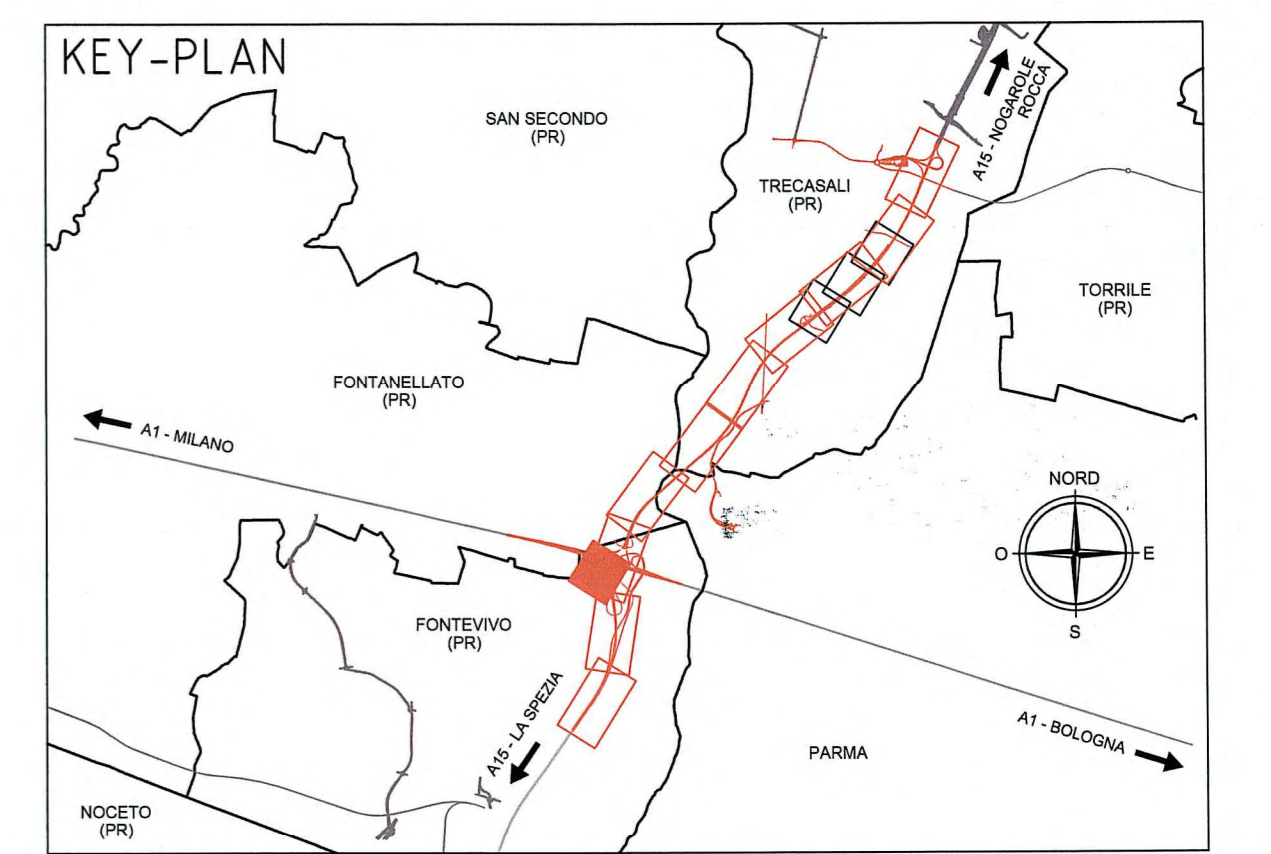 KEY-PLAN
SAN SECONDO
(PR)
A15 - NOGAROLE
ROCCA
TRECASALI
(PR)
TORRILE
(PR)
FONTANELLATO
(PR)
A1 - MILANO
NORD
O
E
S
FONTEVIVO
(PR)
A15 - LA SPEZIA
A1 - BOLOGNA
PARMA
NOCETO
(PR)